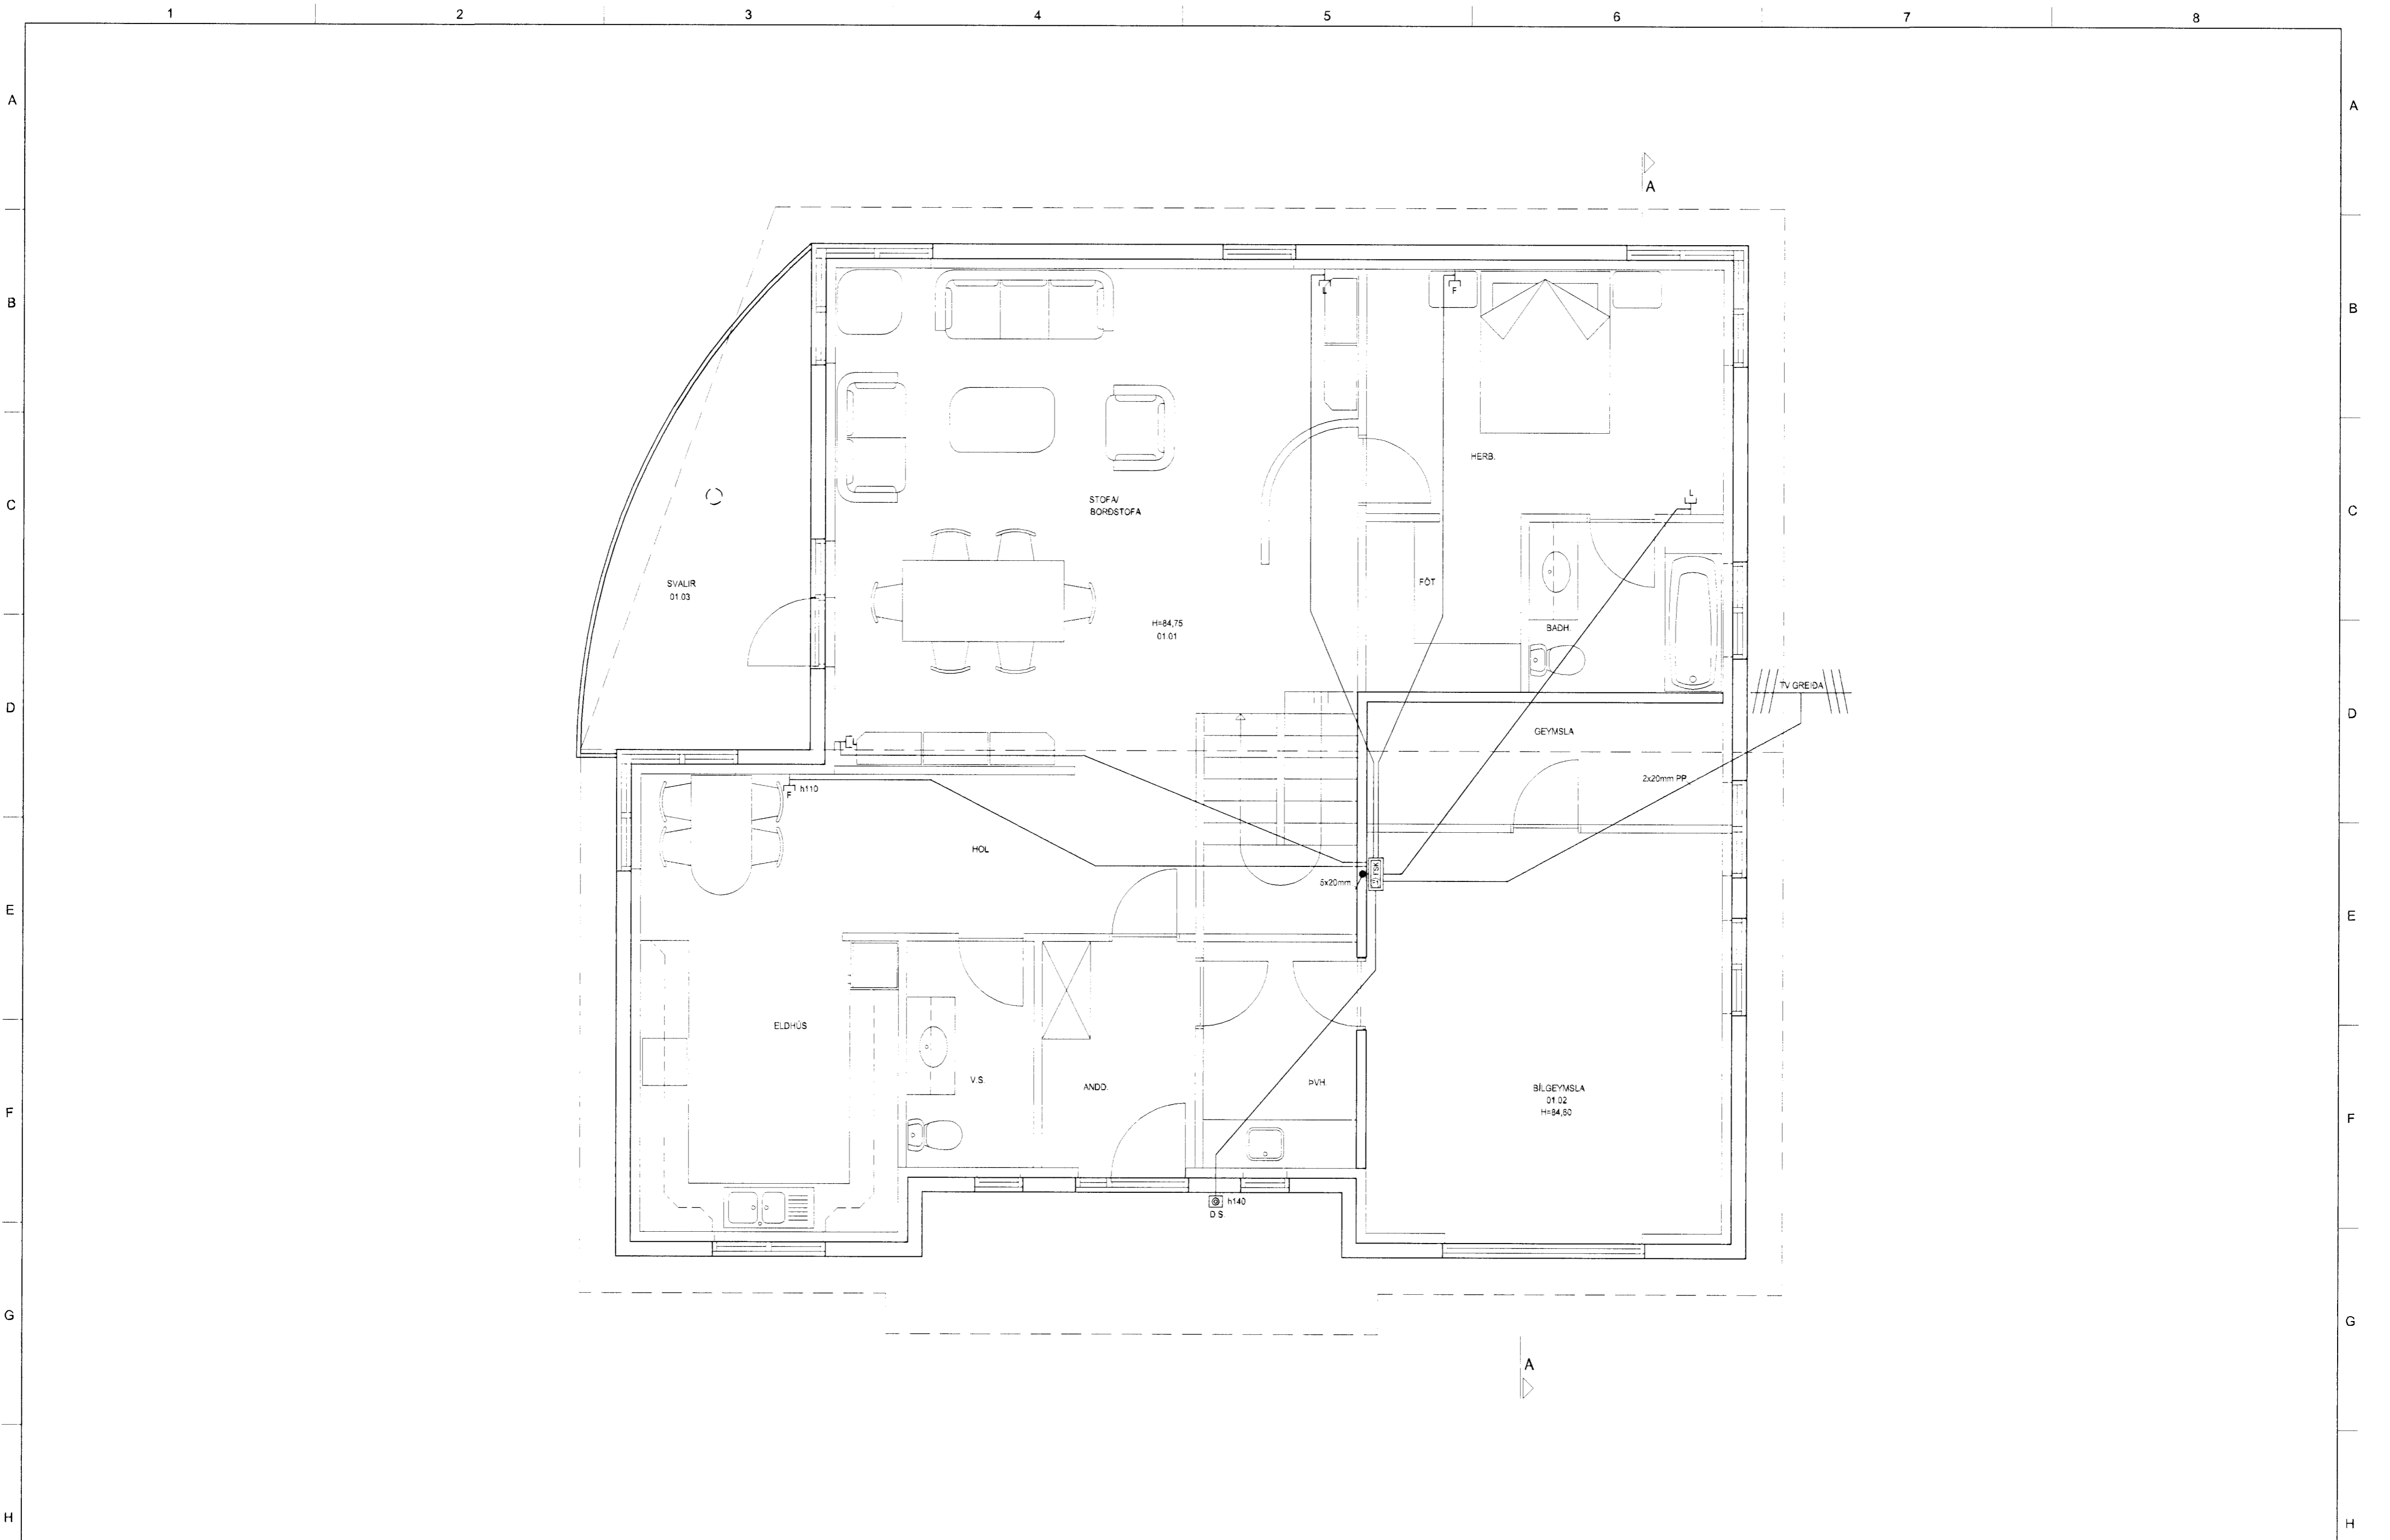 1 2 3 4 5 6 7 8
A A
A
B B
L F
HERB.
L
C C
STOFA/
BORÐSTOFA
SVALIR
01.03
FÖT
H=84,75
01.01
BADH.
TV GREIÐA
D D
GEYMSLA
L
2x20mm PP
F h110
HOL
5x20mm
E E
ELDHÚS
V.S.
ANDD.
ÞVH.
BÍLGEYMSLA
01.02
H=84,60
F F
h140
D.S.
G G
A
H H